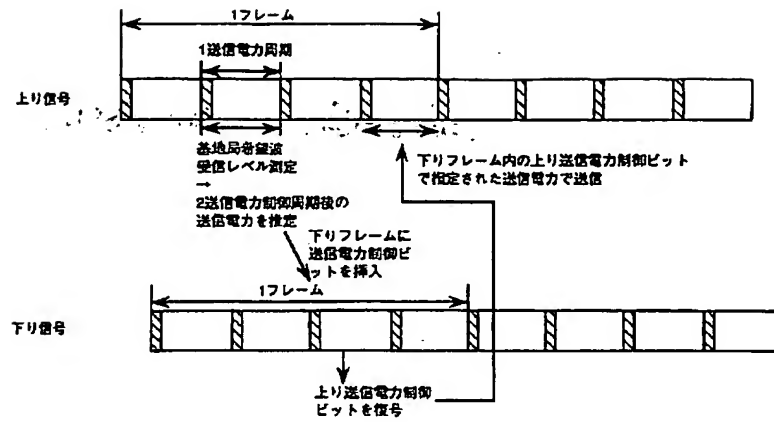 1フレーム
1送信電力周期
上り信号
基地局希望波
受信レベル測定
→
2送信電力制御周期後の
送信電力を推定
下りフレーム内の上り送信電力制御ビット
で指定された送信電力で送信
下りフレームに
送信電力制御ビ
ットを挿入
1フレーム
下り信号
上り送信電力制御
ビットを復号